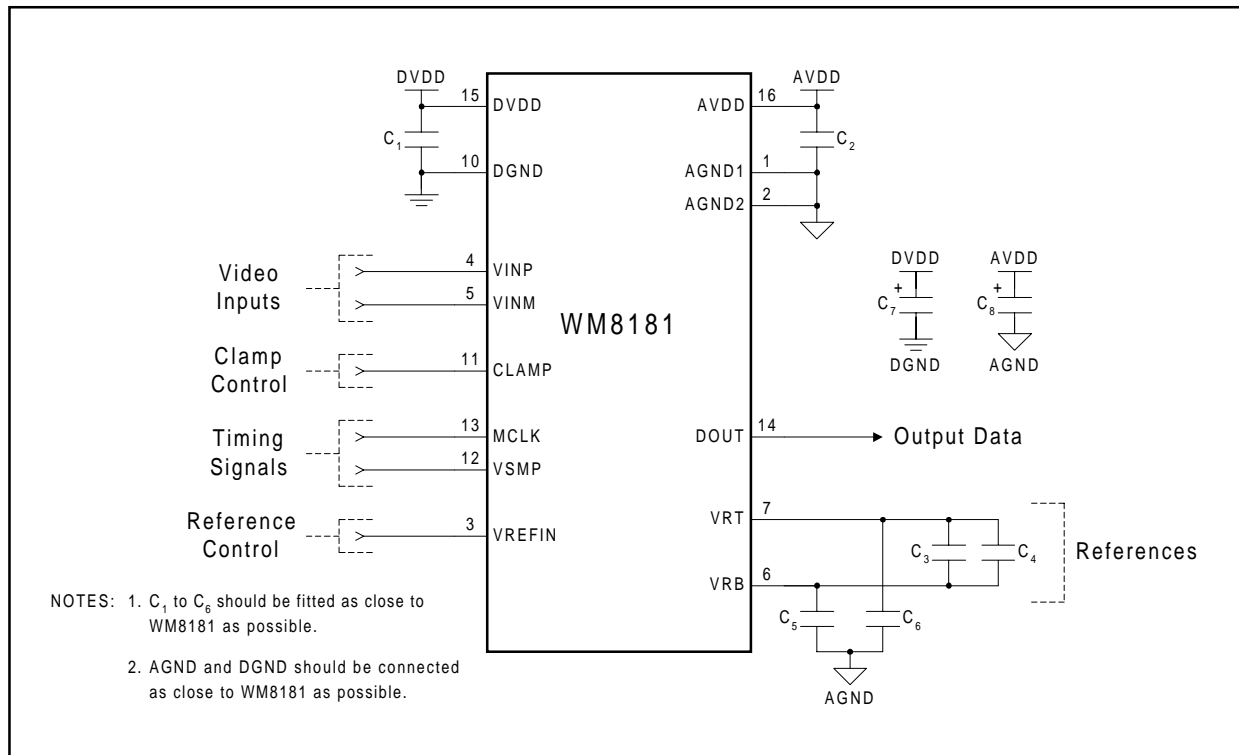 DVDD
15
DVDD
C1
10
DGND
AVDD
16
AVDD
C2
1
AGND1
2
AGND2
Video
Inputs
4
VINP
5
VINM
WM8181
DVDD
+
C7
DGND
AVDD
+
C8
AGND
Clamp
Control
11
CLAMP
Timing
Signals
13
MCLK
12
VSMP
DOUT
14
Output Data
Reference
Control
3
VREFIN
VRT
7
C3
C4
References
VRB
6
C5
C6
AGND
NOTES: 1. C1 to C6 should be fitted as close to
WM8181 as possible.
2. AGND and DGND should be connected
as close to WM8181 as possible.